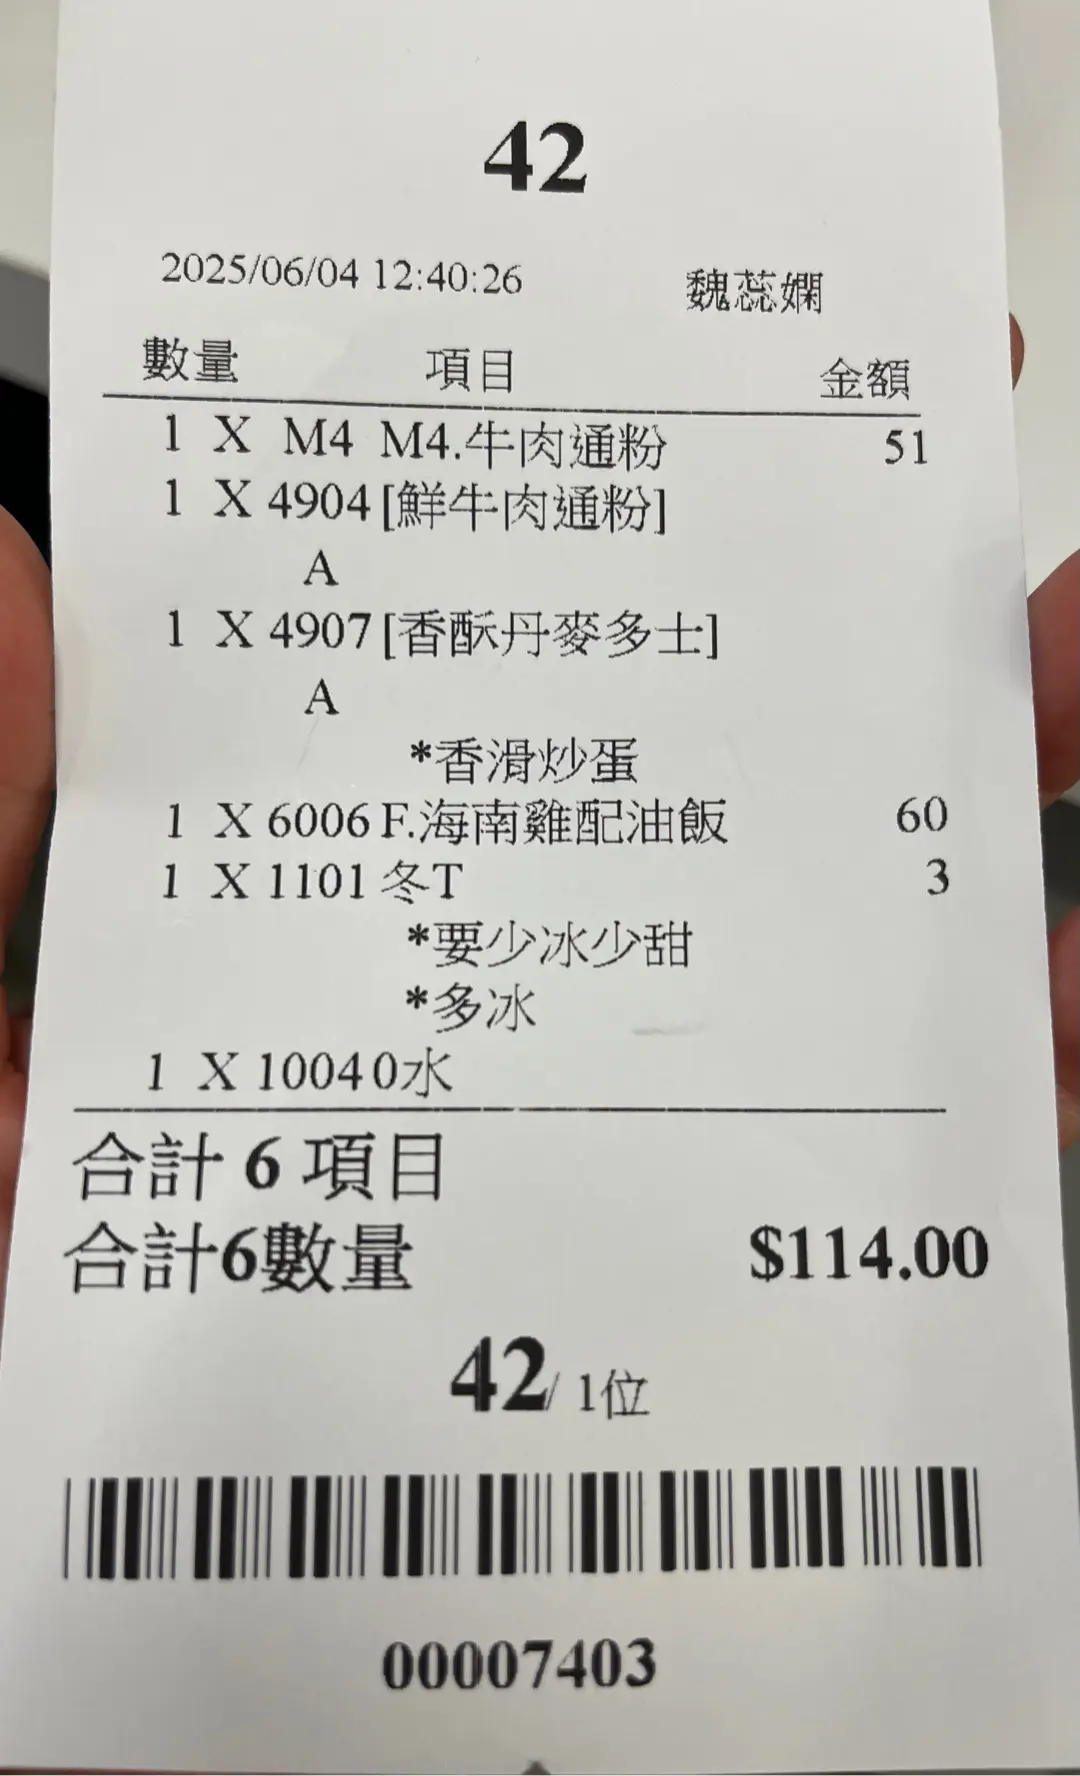 42
2025/06/04 12:40:26 魏蕊嫻
數量 項目 金額
1 X M4 M4.牛肉通粉 51
1 X 4904 [鮮牛肉通粉]
A
1 X 4907 [香酥丹麥多士]
A
*香滑炒蛋
1 X 6006 F.海南雞配油飯 60
1 X 1101 冬T 3
*要少冰少甜
*多冰
1 X 10040水
合計 6 項目
合計6數量 $114.00
42/ 1位
00007403